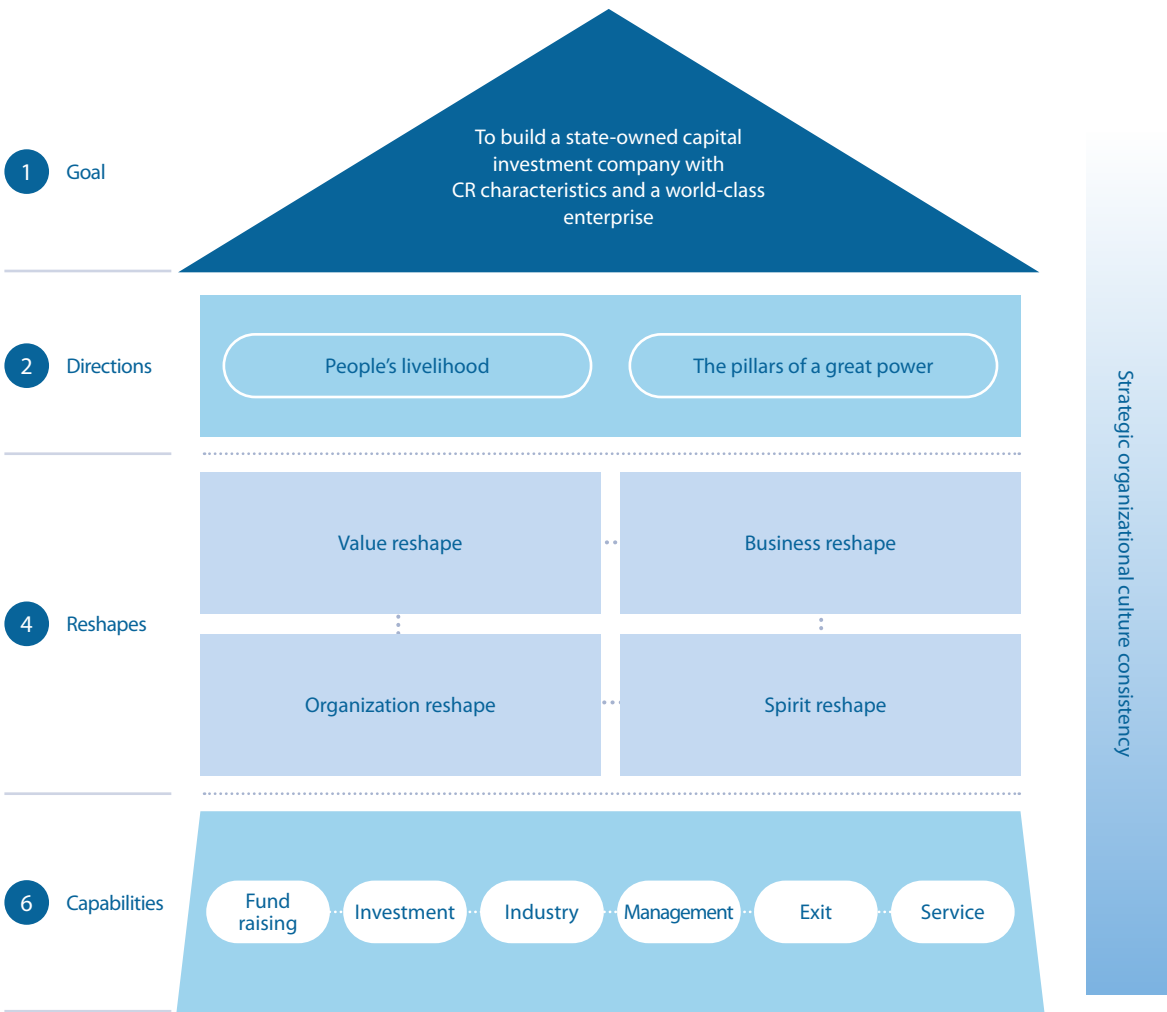 1 Goal
To build a state-owned capital
investment company with
CR characteristics and a world-class
enterprise
2 Directions
People’s livelihood
The pillars of a great power
4 Reshapes
Value reshape
Business reshape
Organization reshape
Spirit reshape
6 Capabilities
Fund
raising
Investment
Industry
Management
Exit
Service
Strategic organizational culture consistency